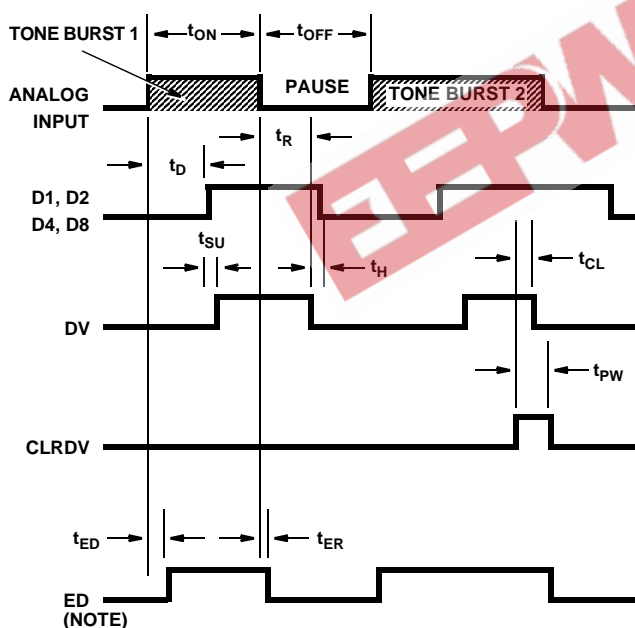 TONE BURST 1
tON
tOFF
ANALOG
INPUT
PAUSE
TONE BURST 2
tR
tD
D1, D2
D4, D8
tSU
tH
tCL
DV
tPW
CLRDV
tED
tER
ED
(NOTE)
EEPW